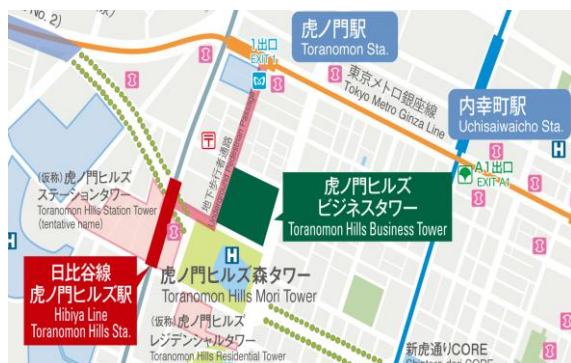 No. 2)
虎ノ門駅
Toranomon Sta.
1出口
EXIT 1
東京メトロ銀座線
Tokyo Metro Ginza Line
内幸町駅
Uchisaiwaicho Sta.
H
A1出口
EXIT A1
地下歩行者通路
Underground Pedestrian Passage
(仮称)虎ノ門ヒルズ
ステーションタワー
Toranomon Hills Station Tower
(tentative name)
虎ノ門ヒルズ
ビジネスタワー
Toranomon Hills Business Tower
H
H
日比谷線
虎ノ門ヒルズ駅
Hibiya Line
Toranomon Hills Sta.
虎ノ門ヒルズ森タワー
Toranomon Hills Mori Tower
(仮称)虎ノ門ヒルズ
レジデンシャルタワー
Toranomon Hills Residential Tower
新虎通りCORE
Shintora-dori CORE